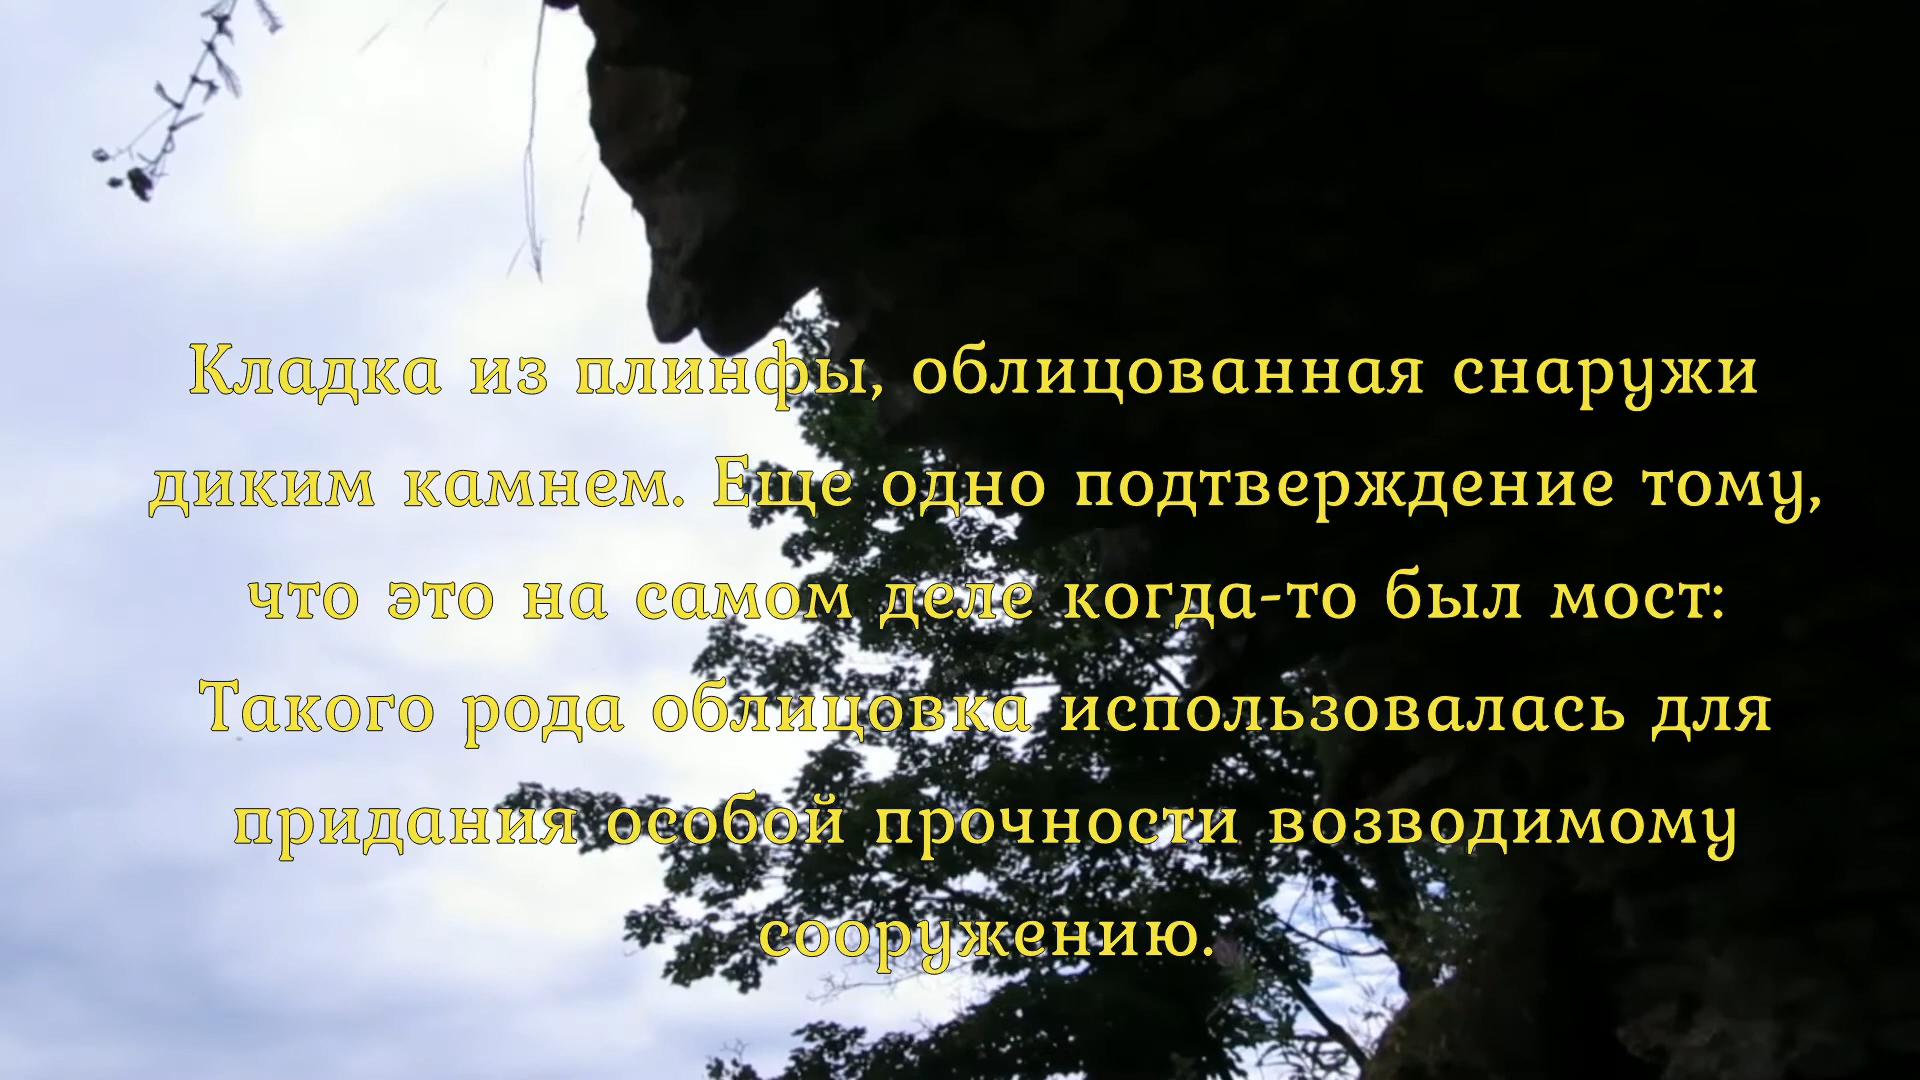 Кладка из плинфы, облицованная снаружи
диким камнем. Еще одно подтверждение тому,
что это на самом деле когда-то был мост:
Такого рода облицовка использовалась для
придания особой прочности возводимому
сооружению.